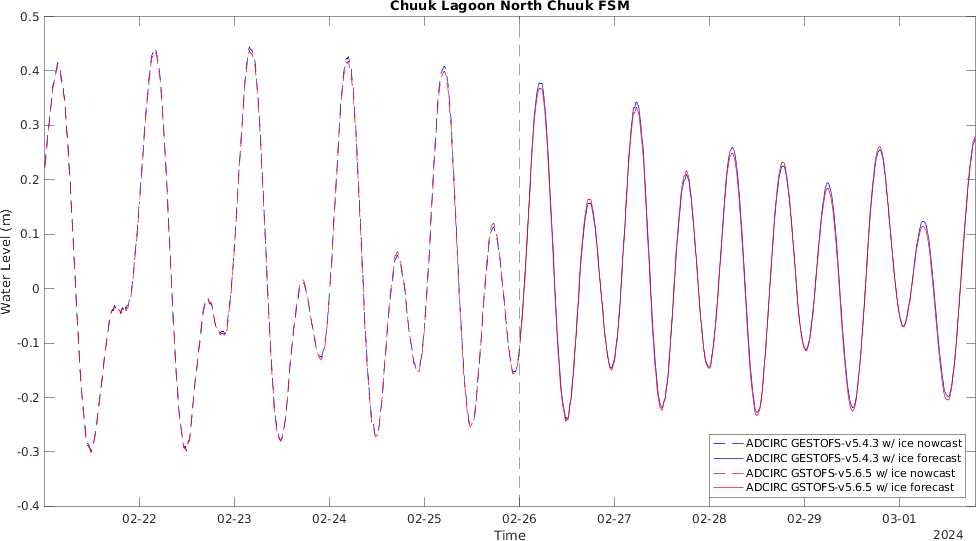 Chuuk Lagoon North Chuuk FSM
0.5
0.4
0.3
0.2
0.1
0
-0.1
-0.2
-0.3
-0.4
Water Level (m)
ADCIRC GESTOFS-v5.4.3 w/ ice nowcast
ADCIRC GESTOFS-v5.4.3 w/ ice forecast
ADCIRC GSTOFS-v5.6.5 w/ ice nowcast
ADCIRC GSTOFS-v5.6.5 w/ ice forecast
02-22 02-23 02-24 02-25 02-26 02-27 02-28 02-29 03-01
Time
2024